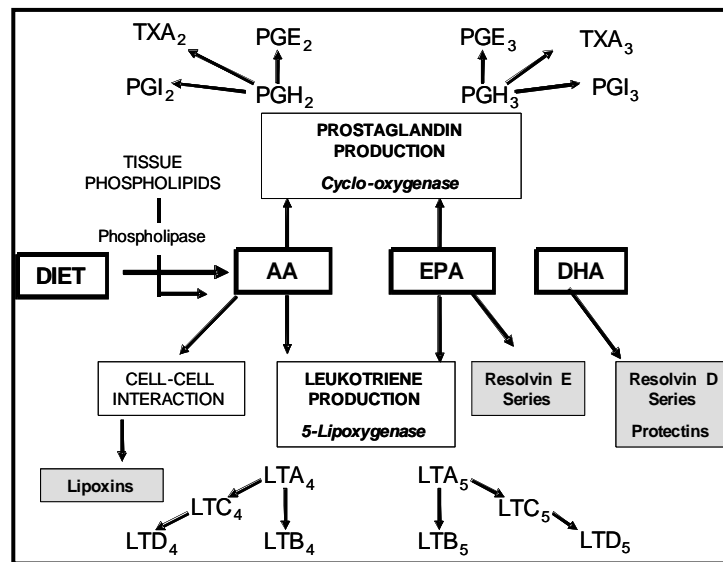 TXA2
PGE2
PGE3
TXA3
PGI2
PGH2
PGH3
PGI3
PROSTAGLANDIN
PRODUCTION
Cyclo-oxygenase
TISSUE
PHOSPHOLIPIDS
Phospholipase
DIET
AA
EPA
DHA
CELL-CELL
INTERACTION
LEUKOTRIENE
PRODUCTION
5-Lipoxygenase
Resolvin E
Series
Resolvin D
Series
Protectins
Lipoxins
LTA4
LTA5
LTC4
LTC5
LTD4
LTB4
LTB5
LTD5